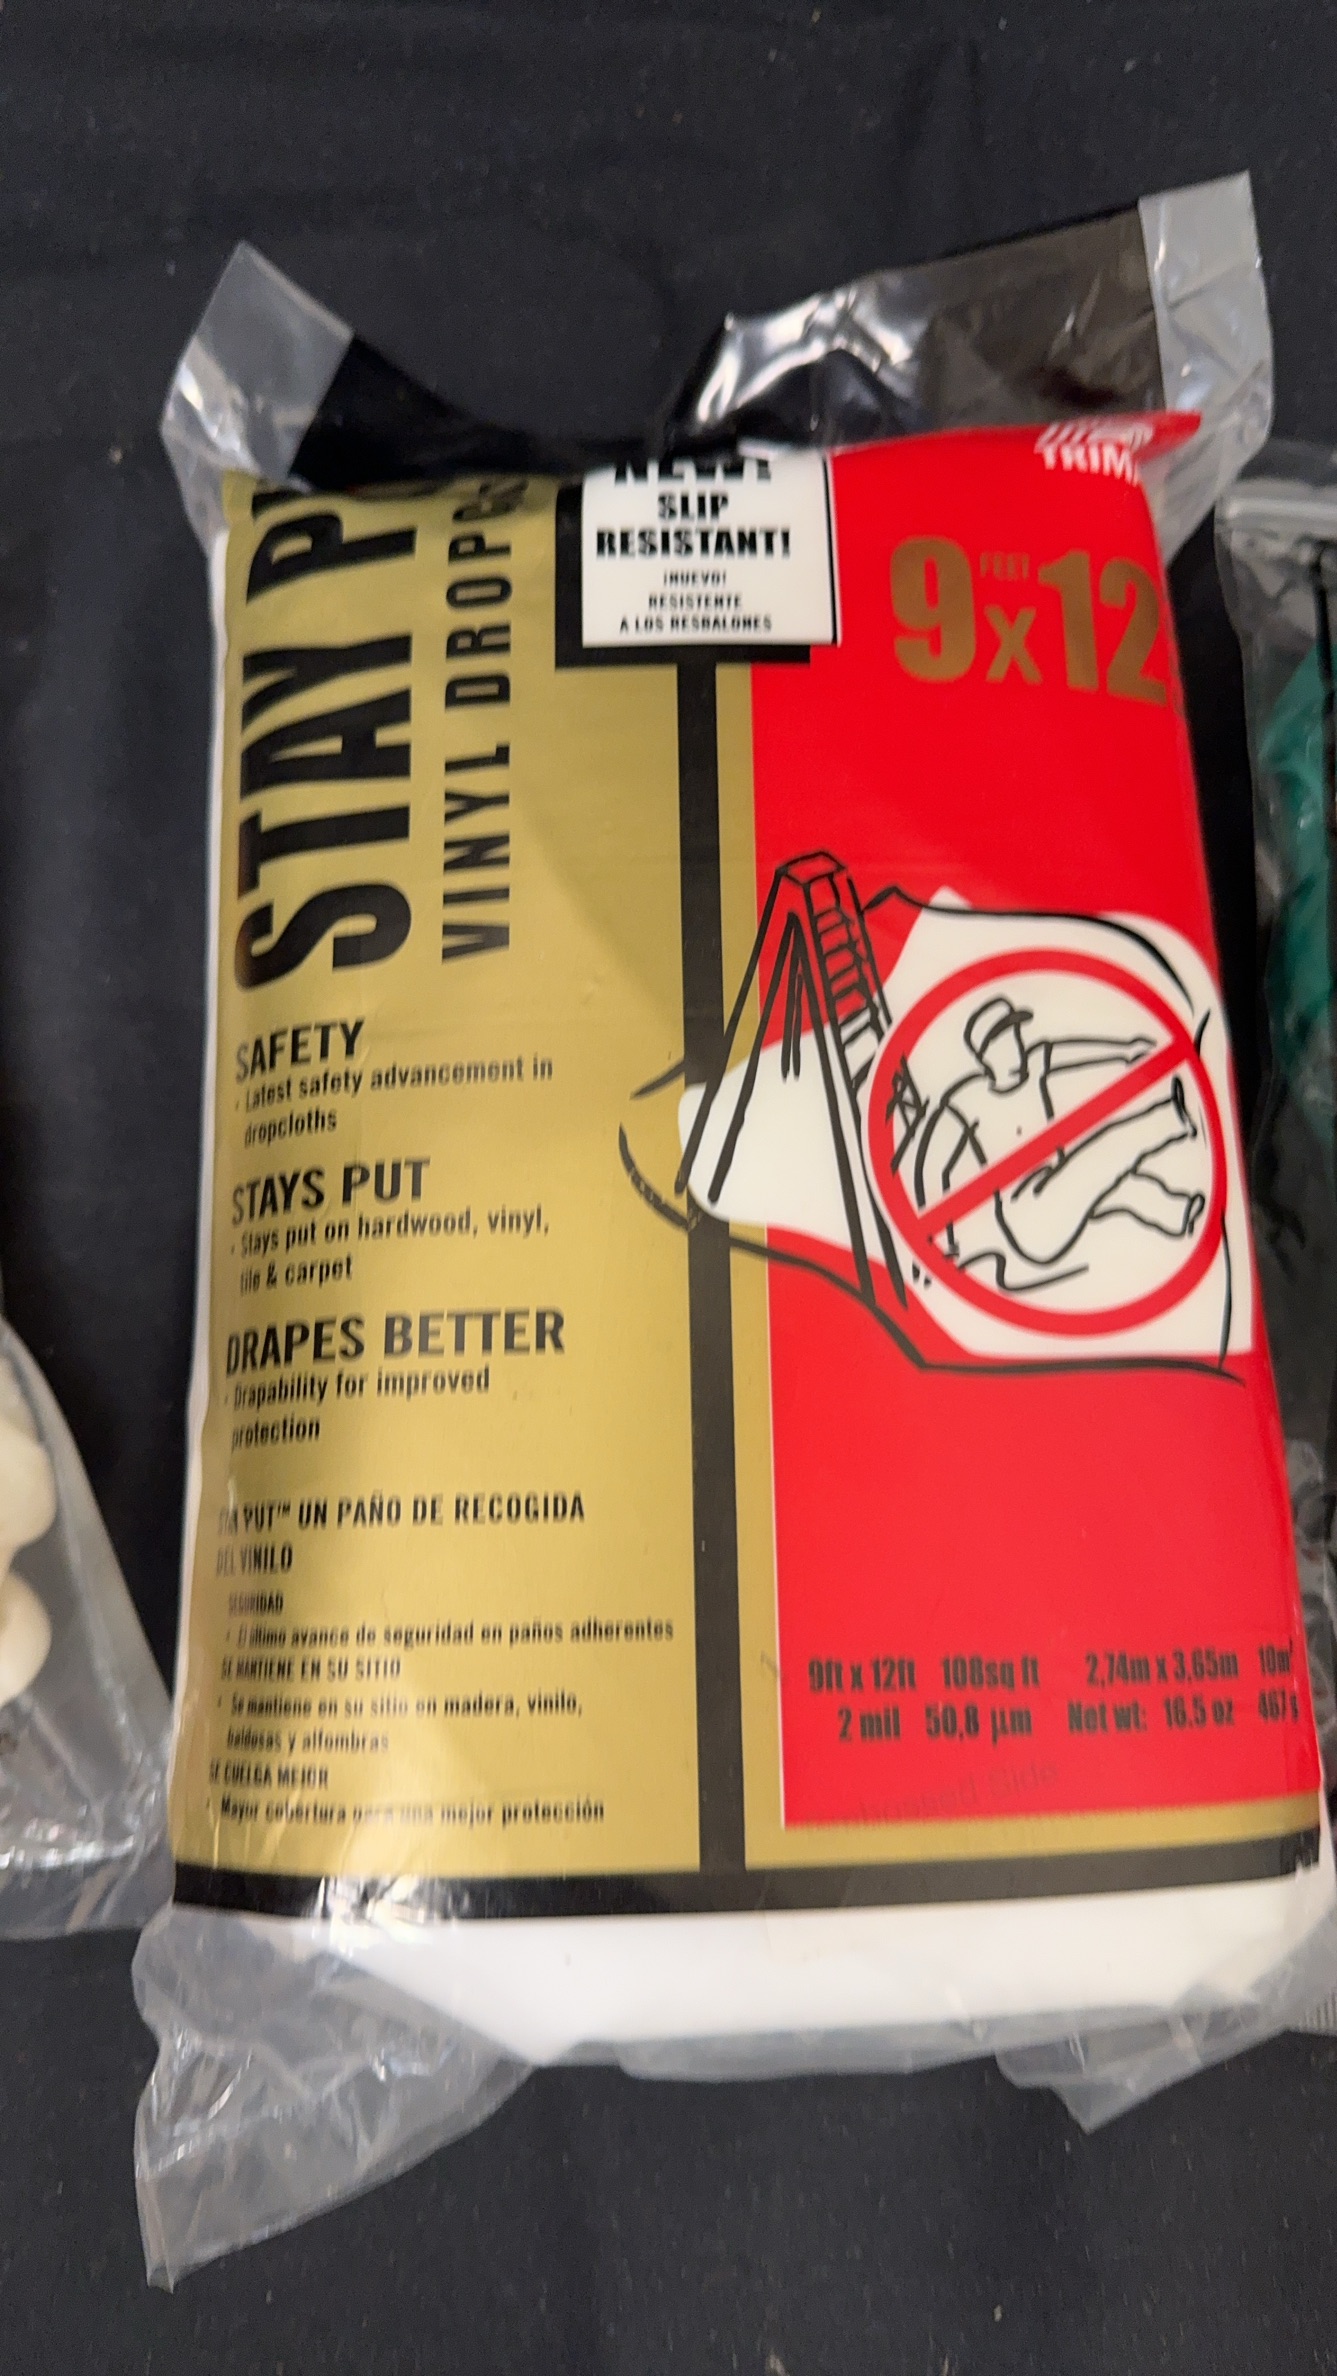 STAY P
VINYL DROP
NEW!
SLIP
RESISTANT!
¡NUEVO!
RESISTENTE
A LOS RESBALONES
TRIM
9 FEET x 12
SAFETY
· Latest safety advancement in
dropcloths
STAYS PUT
· Stays put on hardwood, vinyl,
tile & carpet
DRAPES BETTER
· Drapability for improved
protection
PUT™ UN PAÑO DE RECOGIDA
DEL VINILO
SEGURIDAD
· El último avance de seguridad en paños adherentes
SE MANTIENE EN SU SITIO
· Se mantiene en su sitio en madera, vinilo,
baldosas y alfombras
SE CUELGA MEJOR
· Mayor cobertura para una mejor protección
9ft x 12ft 108sq ft 2,74m x 3,65m 10m²
2 mil 50,8 µm Net wt: 16.5 oz 467g